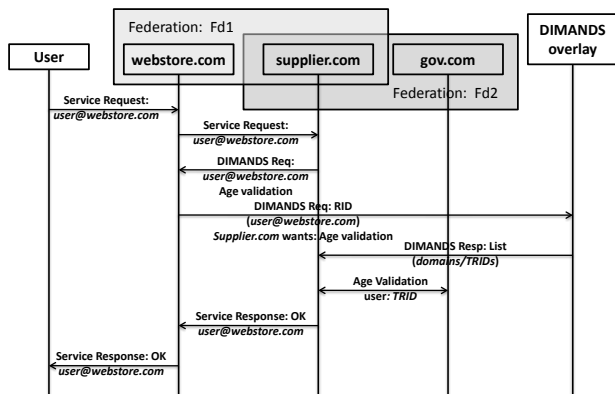 Federation: Fd1
DIMANDS
overlay
User
webstore.com
supplier.com
gov.com
Federation: Fd2
Service Request:
user@webstore.com
Service Request:
user@webstore.com
DIMANDS Req:
user@webstore.com
Age validation
DIMANDS Req: RID
(user@webstore.com)
Supplier.com wants: Age validation
DIMANDS Resp: List
(domains/TRIDs)
Age Validation
user: TRID
Service Response: OK
user@webstore.com
Service Response: OK
user@webstore.com